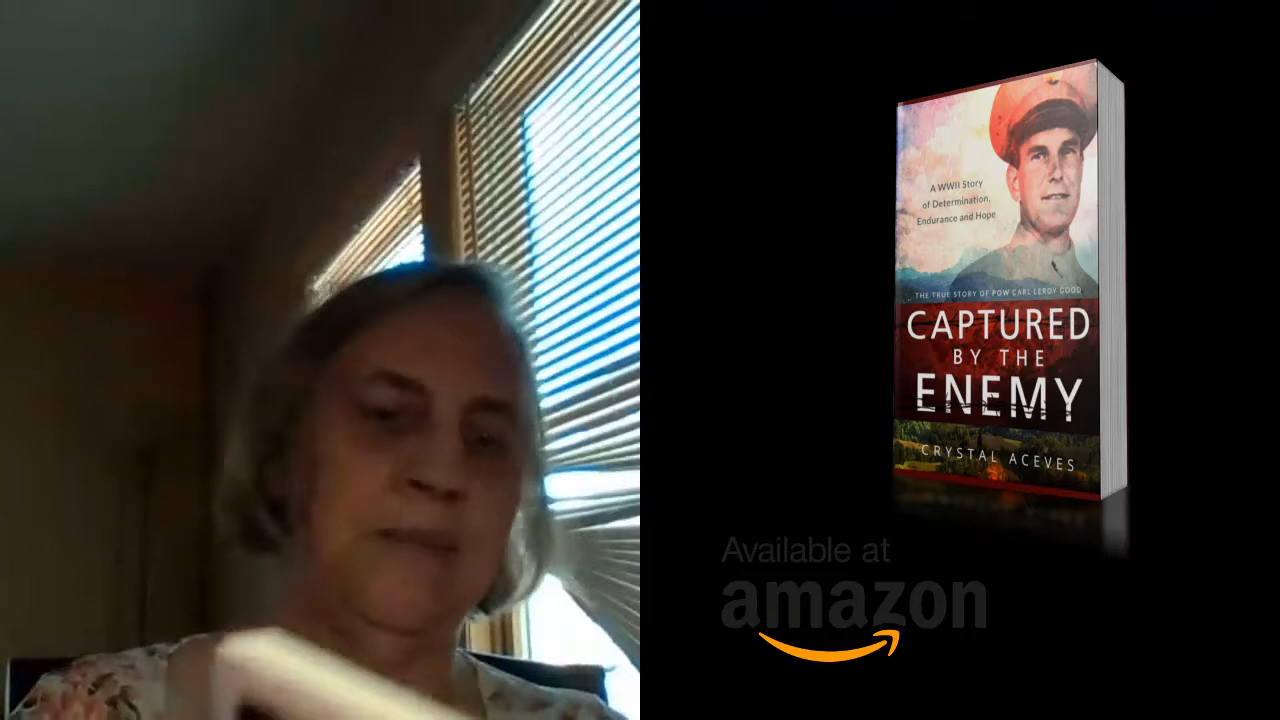 A WWII Story
of Determination,
Endurance and Hope
THE TRUE STORY OF POW CARL LEROY GOOD
CAPTURED
BY THE
ENEMY
CRYSTAL ACEVES
Available at
amazon